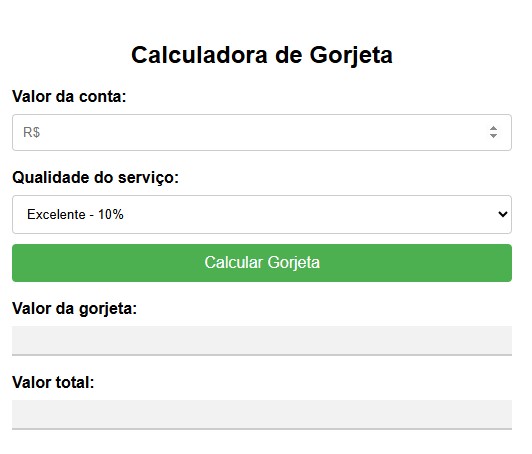 Calculadora de Gorjeta
Valor da conta:
R$
Qualidade do serviço:
Excelente - 10%
Calcular Gorjeta
Valor da gorjeta:
Valor total: